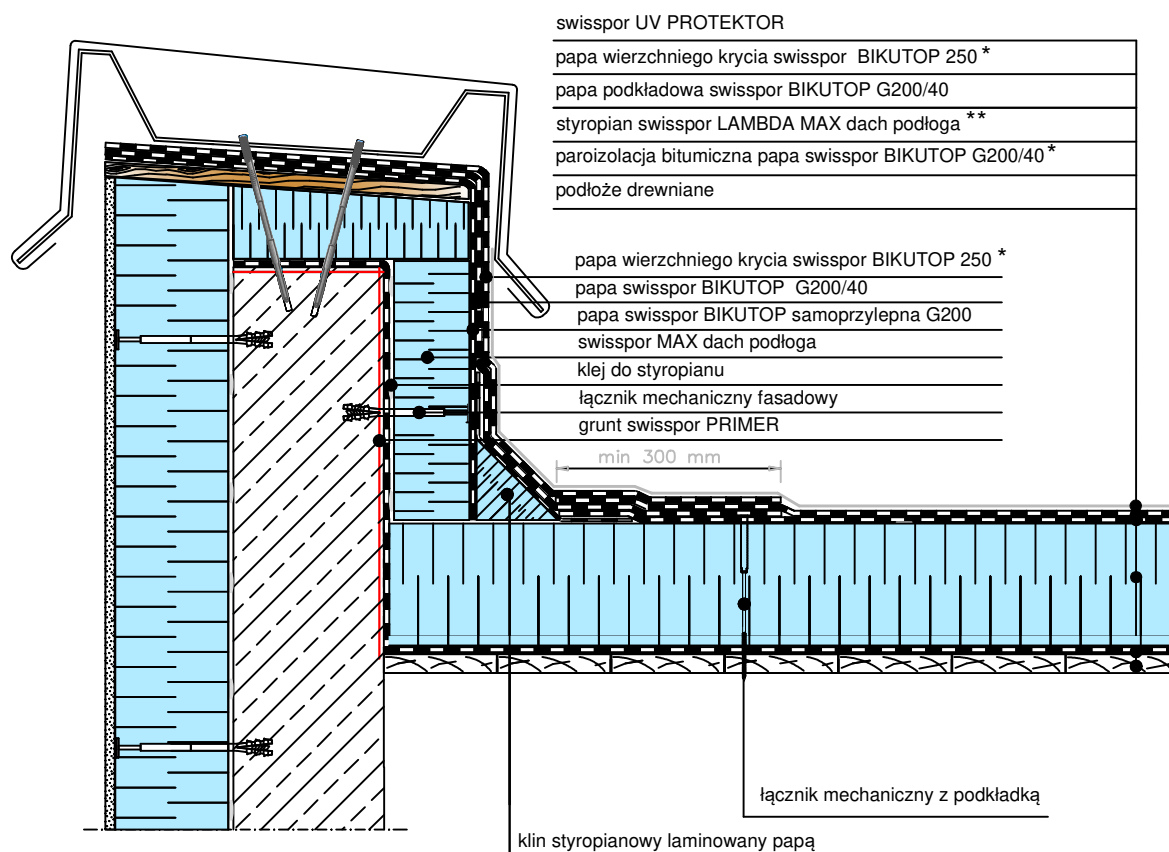 swisspor UV PROTEKTOR
papa wierzchniego krycia swisspor BIKUTOP 250 *
papa podkładowa swisspor BIKUTOP G200/40
styropian swisspor LAMBDA MAX dach podłoga **
paroizolacja bitumiczna papa swisspor BIKUTOP G200/40 *
podłoże drewniane
papa wierzchniego krycia swisspor BIKUTOP 250 *
papa swisspor BIKUTOP G200/40
papa swisspor BIKUTOP samoprzylepna G200
swisspor MAX dach podłoga
klej do styropianu
łącznik mechaniczny fasadowy
grunt swisspor PRIMER
min 300 mm
łącznik mechaniczny z podkładką
klin styropianowy laminowany papą